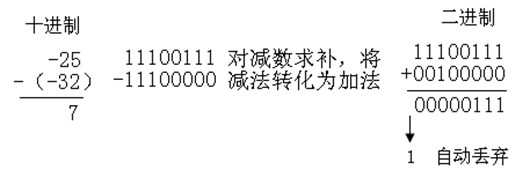 十进制 二进制
-25 11100111 对减数求补，将 11100111
-（-32） -11100000 减法转化为加法 +00100000
7 00000111
1 自动丢弃